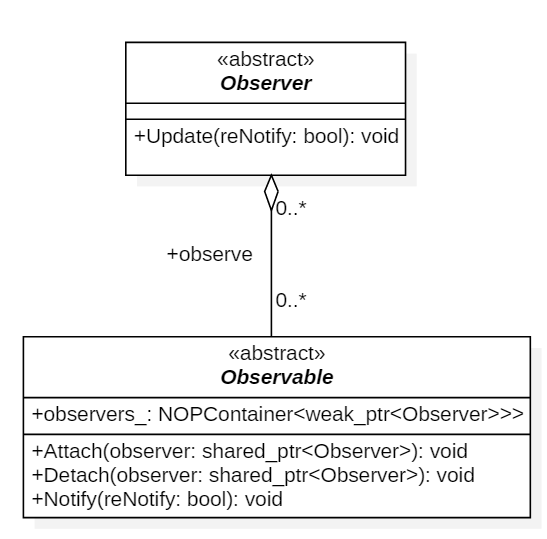 «abstract»
Observer
+Update(reNotify: bool): void
0..*
+observe
0..*
«abstract»
Observable
+observers_: NOPContainer<weak_ptr<Observer>>>
+Attach(observer: shared_ptr<Observer>): void
+Detach(observer: shared_ptr<Observer>): void
+Notify(reNotify: bool): void